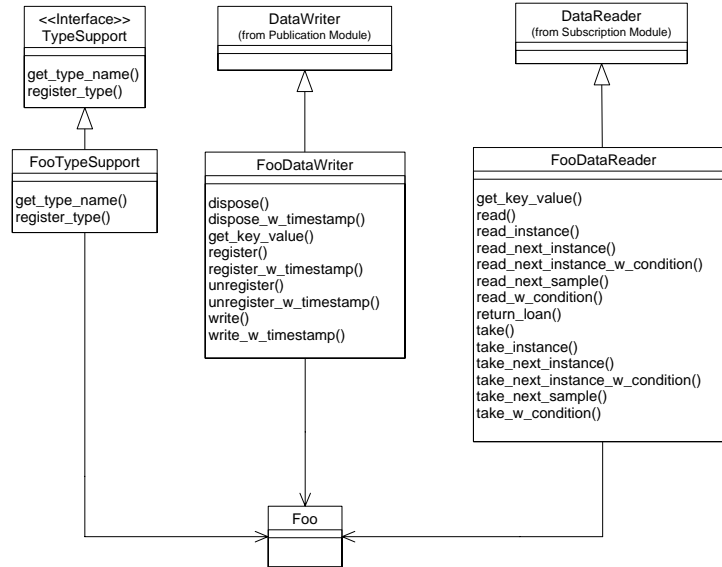 <<Interface>>
TypeSupport
get_type_name()
register_type()
DataWriter
(from Publication Module)
DataReader
(from Subscription Module)
FooTypeSupport
get_type_name()
register_type()
FooDataWriter
dispose()
dispose_w_timestamp()
get_key_value()
register()
register_w_timestamp()
unregister()
unregister_w_timestamp()
write()
write_w_timestamp()
FooDataReader
get_key_value()
read()
read_instance()
read_next_instance()
read_next_instance_w_condition()
read_next_sample()
read_w_condition()
return_loan()
take()
take_instance()
take_next_instance()
take_next_instance_w_condition()
take_next_sample()
take_w_condition()
Foo